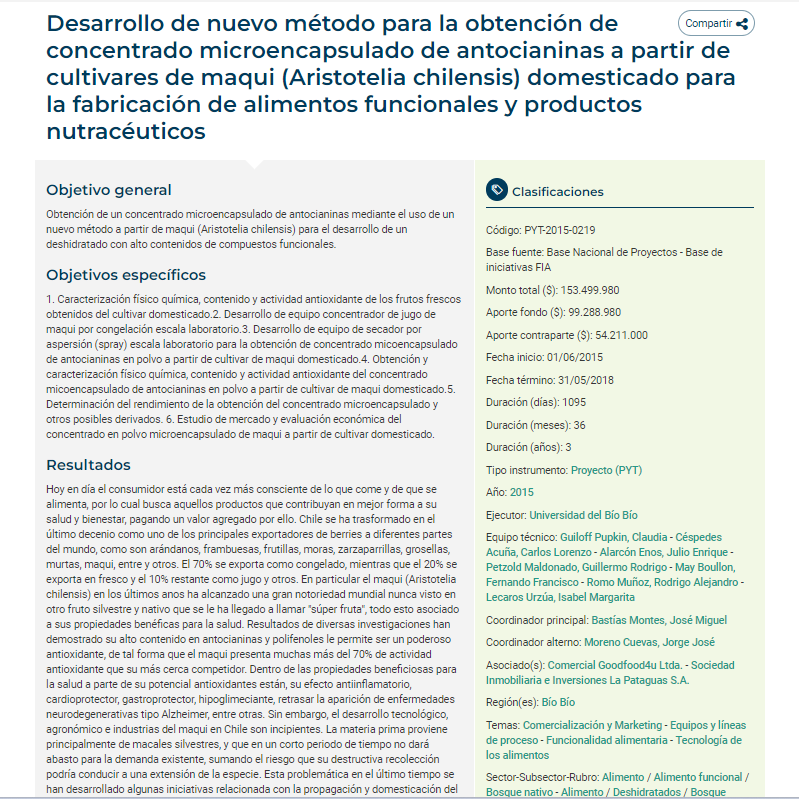 Desarrollo de nuevo método para la obtención de
Compartir
concentrado microencapsulado de antocianinas a partir de
cultivares de maqui (Aristotelia chilensis) domesticado para
la fabricación de alimentos funcionales y productos
nutracéuticos
Objetivo general
Obtención de un concentrado microencapsulado de antocianinas mediante el uso de un
nuevo método a partir de maqui (Aristotelia chilensis) para el desarrollo de un
deshidratado con alto contenidos de compuestos funcionales.
Objetivos específicos
1. Caracterización físico química, contenido y actividad antioxidante de los frutos frescos
obtenidos del cultivar domesticado.2. Desarrollo de equipo concentrador de jugo de
maqui por congelación escala laboratorio.3. Desarrollo de equipo de secador por
aspersión (spray) escala laboratorio para la obtención de concentrado micoencapsulado
de antocianinas en polvo a partir de cultivar de maqui domesticado.4. Obtención y
caracterización físico química, contenido y actividad antioxidante del concentrado
micoencapsulado de antocianinas en polvo a partir de cultivar de maqui domesticado.5.
Determinación del rendimiento de la obtención del concentrado microencapsulado y
otros posibles derivados. 6. Estudio de mercado y evaluación económica del
concentrado en polvo microencapsulado de maqui a partir de cultivar domesticado.
Resultados
Hoy en día el consumidor está cada vez más consciente de lo que come y de que se
alimenta, por lo cual busca aquellos productos que contribuyan en mejor forma a su
salud y bienestar, pagando un valor agregado por ello. Chile se ha trasformado en el
último decenio como uno de los principales exportadores de berries a diferentes partes
del mundo, como son arándanos, frambuesas, frutillas, moras, zarzaparrillas, grosellas,
murtas, maqui, entre y otros. El 70% se exporta como congelado, mientras que el 20% se
exporta en fresco y el 10% restante como jugo y otros. En particular el maqui (Aristotelia
chilensis) en los últimos años ha alcanzado una gran notoriedad mundial nunca visto en
otro fruto silvestre y nativo que se le ha llegado a llamar "súper fruta", todo esto asociado
a sus propiedades benéficas para la salud. Resultados de diversas investigaciones han
demostrado su alto contenido en antocianinas y polifenoles le permite ser un poderoso
antioxidante, de tal forma que el maqui presenta muchas más del 70% de actividad
antioxidante que su más cerca competidor. Dentro de las propiedades beneficiosas para
la salud a parte de su potencial antioxidantes están, su efecto antiinflamatorio,
cardioprotector, gastroprotector, hipoglimeciante, retrasar la aparición de enfermedades
neurodegenerativas tipo Alzheimer, entre otras. Sin embargo, el desarrollo tecnológico,
agronómico e industrias del maqui en Chile son incipientes. La materia prima proviene
principalmente de macales silvestres, y que en un corto periodo de tiempo no dará
abasto para la demanda existente, sumando el riesgo que su destructiva recolección
podría conducir a una extensión de la especie. Esta problemática en el último tiempo se
han desarrollado algunas iniciativas relacionada con la propagación y domesticación del
Clasificaciones
Código: PYT-2015-0219
Base fuente: Base Nacional de Proyectos - Base de
iniciativas FIA
Monto total ($): 153.499.980
Aporte fondo ($): 99.288.980
Aporte contraparte ($): 54.211.000
Fecha inicio: 01/06/2015
Fecha término: 31/05/2018
Duración (días): 1095
Duración (meses): 36
Duración (años): 3
Tipo instrumento: Proyecto (PYT)
Año: 2015
Ejecutor: Universidad del Bío Bío
Equipo técnico: Guiloff Pupkin, Claudia - Céspedes
Acuña, Carlos Lorenzo - Alarcón Enos, Julio Enrique -
Petzold Maldonado, Guillermo Rodrigo - May Boullon,
Fernando Francisco - Romo Muñoz, Rodrigo Alejandro -
Lecaros Urzúa, Isabel Margarita
Coordinador principal: Bastías Montes, José Miguel
Coordinador alterno: Moreno Cuevas, Jorge José
Asociado(s): Comercial Goodfood4u Ltda. - Sociedad
Inmobiliaria e Inversiones La Pataguas S.A.
Región(es): Bío Bío
Temas: Comercialización y Marketing - Equipos y líneas
de proceso - Funcionalidad alimentaria - Tecnología de
los alimentos
Sector-Subsector-Rubro: Alimento / Alimento funcional /
Bosque nativo - Alimento / Deshidratados / Bosque